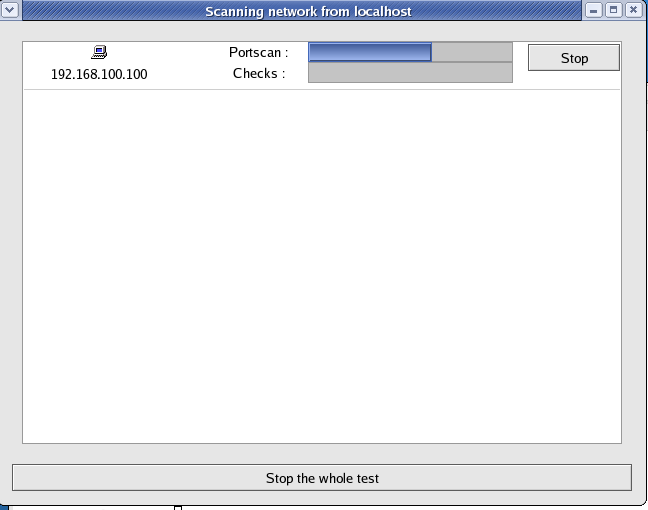 Scanning network from localhost
Portscan :
Stop
192.168.100.100
Checks :
Stop the whole test